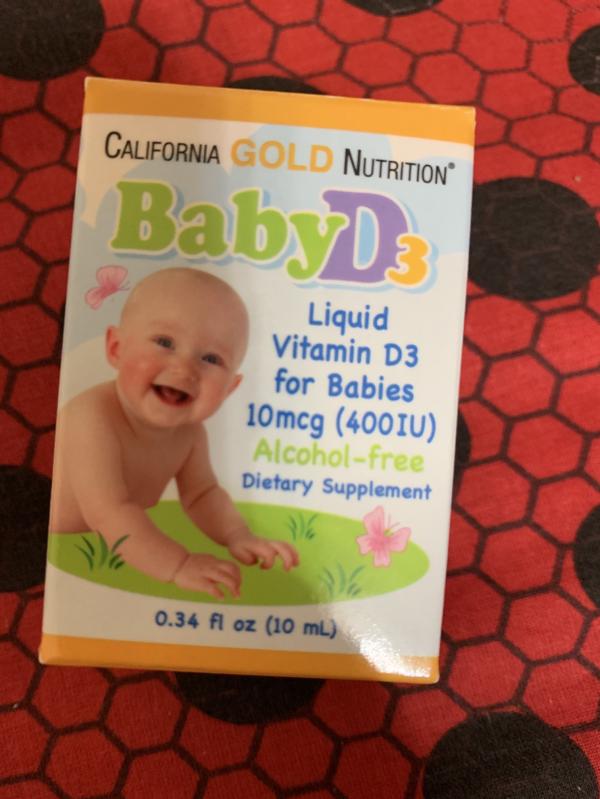 CALIFORNIA GOLD NUTRITION®
BabyD3
Liquid
Vitamin D3
for Babies
10mcg (400IU)
Alcohol-free
Dietary Supplement
0.34 fl oz (10 mL)